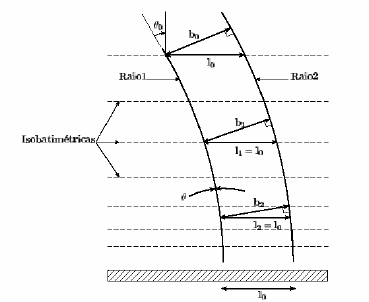 θ₀
b₀
l₀
Raio1
Raio2
b₁
Isobatimétricas
l₁ = l₀
θ
b₂
l₂ = l₀
l₀